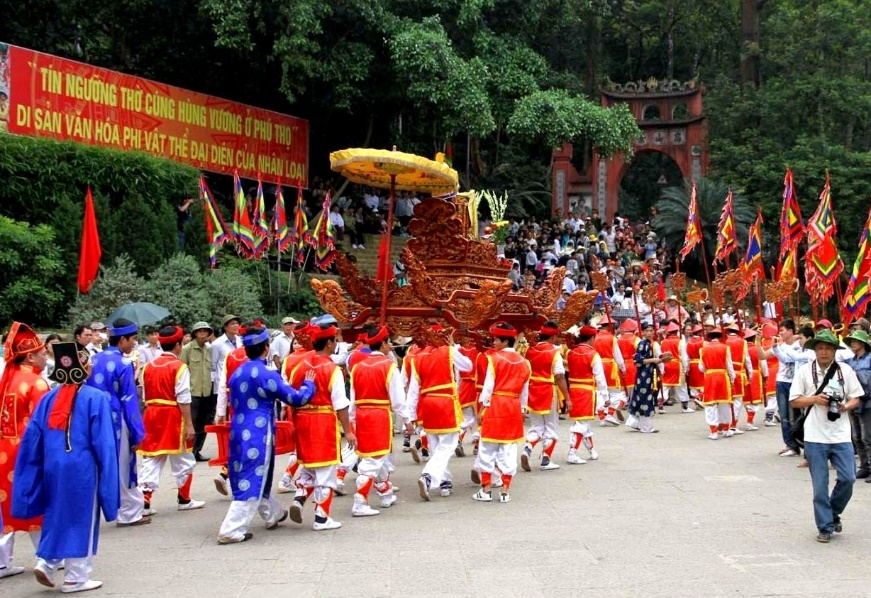 "TÍN NGƯỠNG THỜ CÚNG HÙNG VƯƠNG Ở PHÚ THỌ"
DI SẢN VĂN HÓA PHI VẬT THỂ ĐẠI DIỆN CỦA NHÂN LOẠI